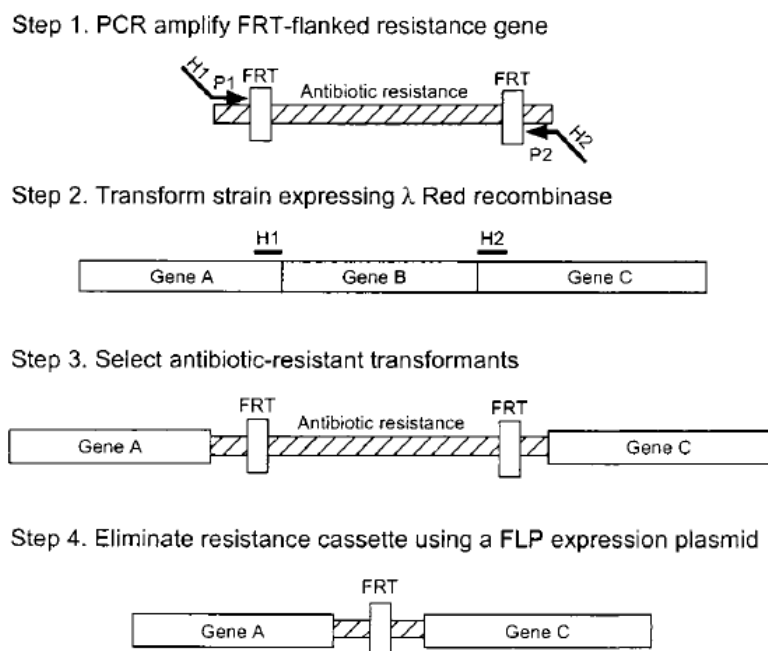 Step 1. PCR amplify FRT-flanked resistance gene
H1
P1
FRT
Antibiotic resistance
FRT
P2
H2
Step 2. Transform strain expressing λ Red recombinase
H1
H2
Gene A
Gene B
Gene C
Step 3. Select antibiotic-resistant transformants
FRT
Antibiotic resistance
FRT
Gene A
Gene C
Step 4. Eliminate resistance cassette using a FLP expression plasmid
FRT
Gene A
Gene C